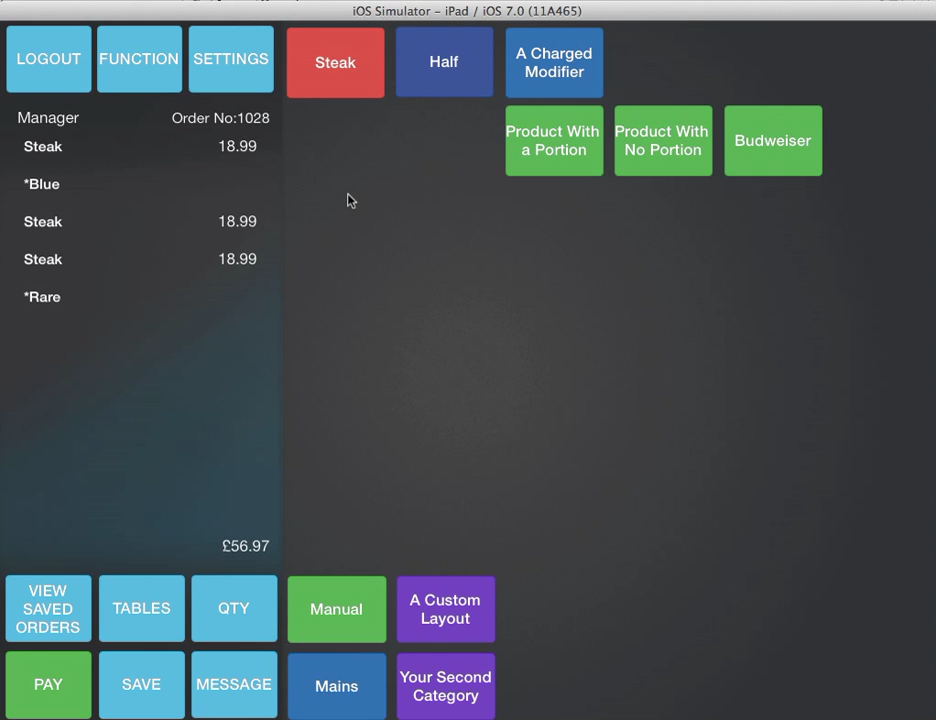 iOS Simulator – iPad / iOS 7.0 (11A465)
LOGOUT
FUNCTION
SETTINGS
Steak
Half
A Charged
Modifier
Manager
Order No:1028
Product With
a Portion
Product With
No Portion
Budweiser
Steak 18.99
*Blue
Steak 18.99
Steak 18.99
*Rare
£56.97
VIEW
SAVED
ORDERS
TABLES
QTY
Manual
A Custom
Layout
PAY
SAVE
MESSAGE
Mains
Your Second
Category